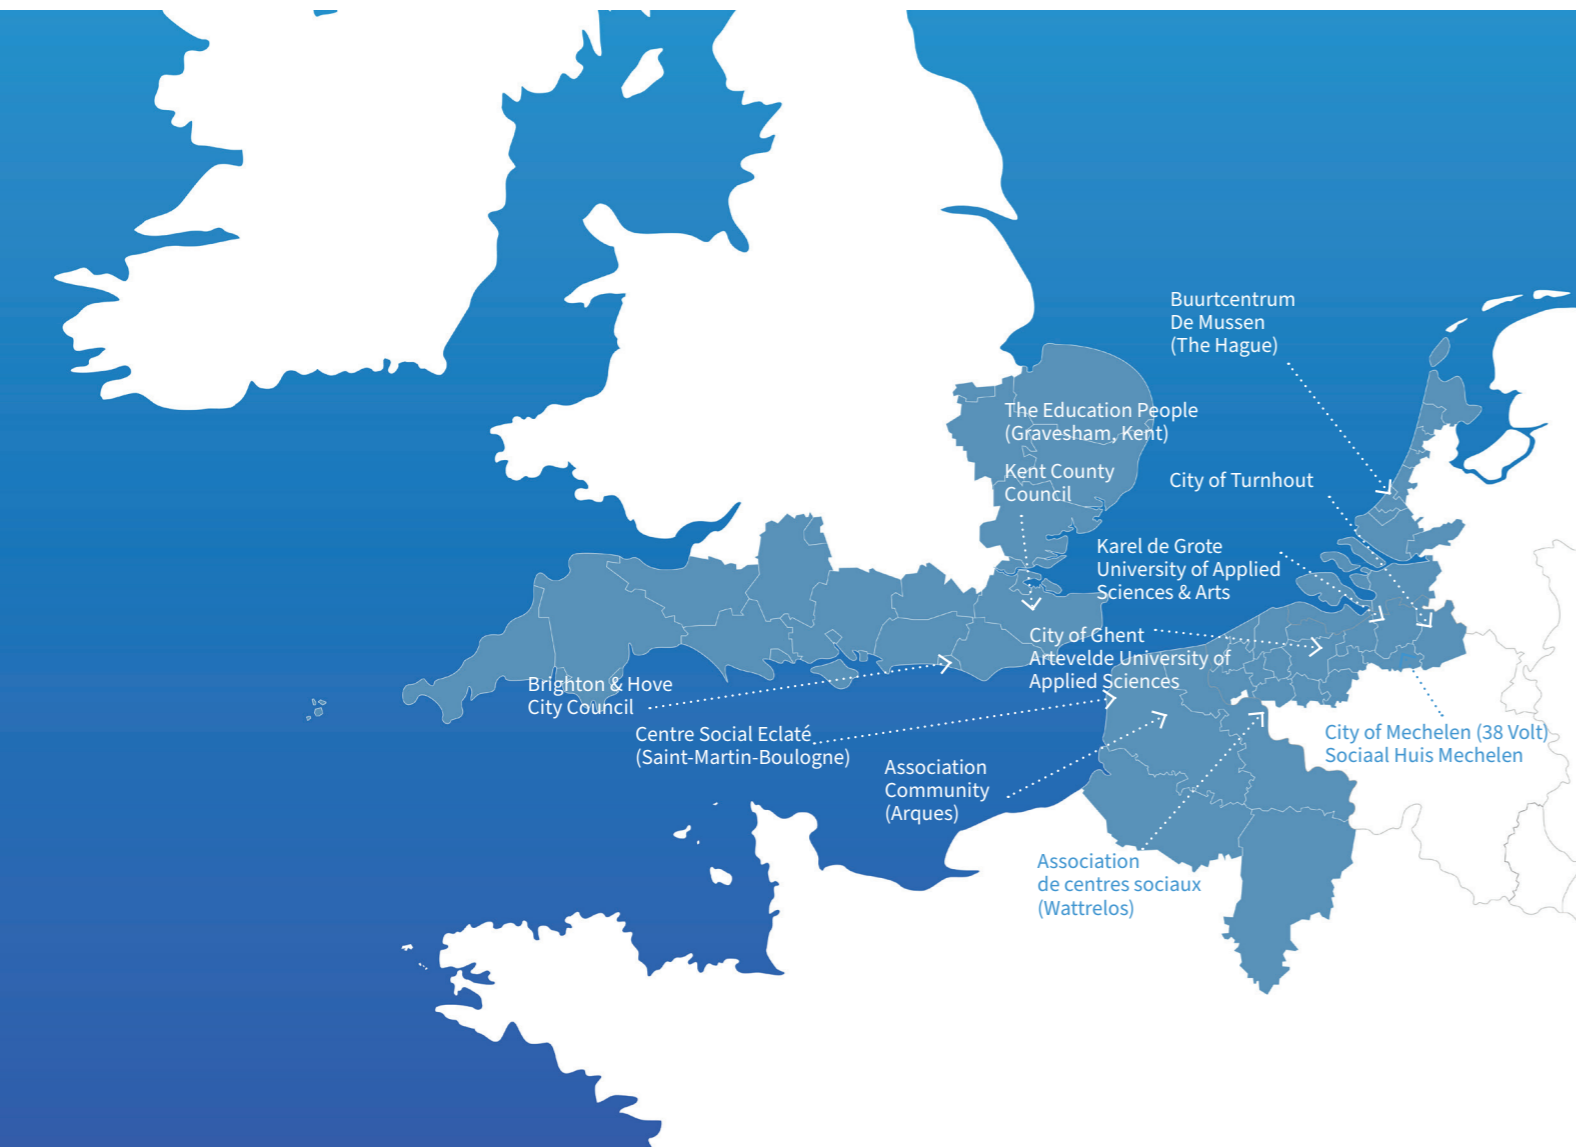 Buurtcentrum
De Mussen
(The Hague)
The Education People
(Gravesham, Kent)
Kent County
Council
City of Turnhout
Karel de Grote
University of Applied
Sciences & Arts
City of Ghent
Artevelde University of
Applied Sciences
Brighton & Hove
City Council
Centre Social Eclaté
(Saint-Martin-Boulogne)
Association
Community
(Arques)
City of Mechelen (38 Volt)
Sociaal Huis Mechelen
Association
de centres sociaux
(Wattrelos)